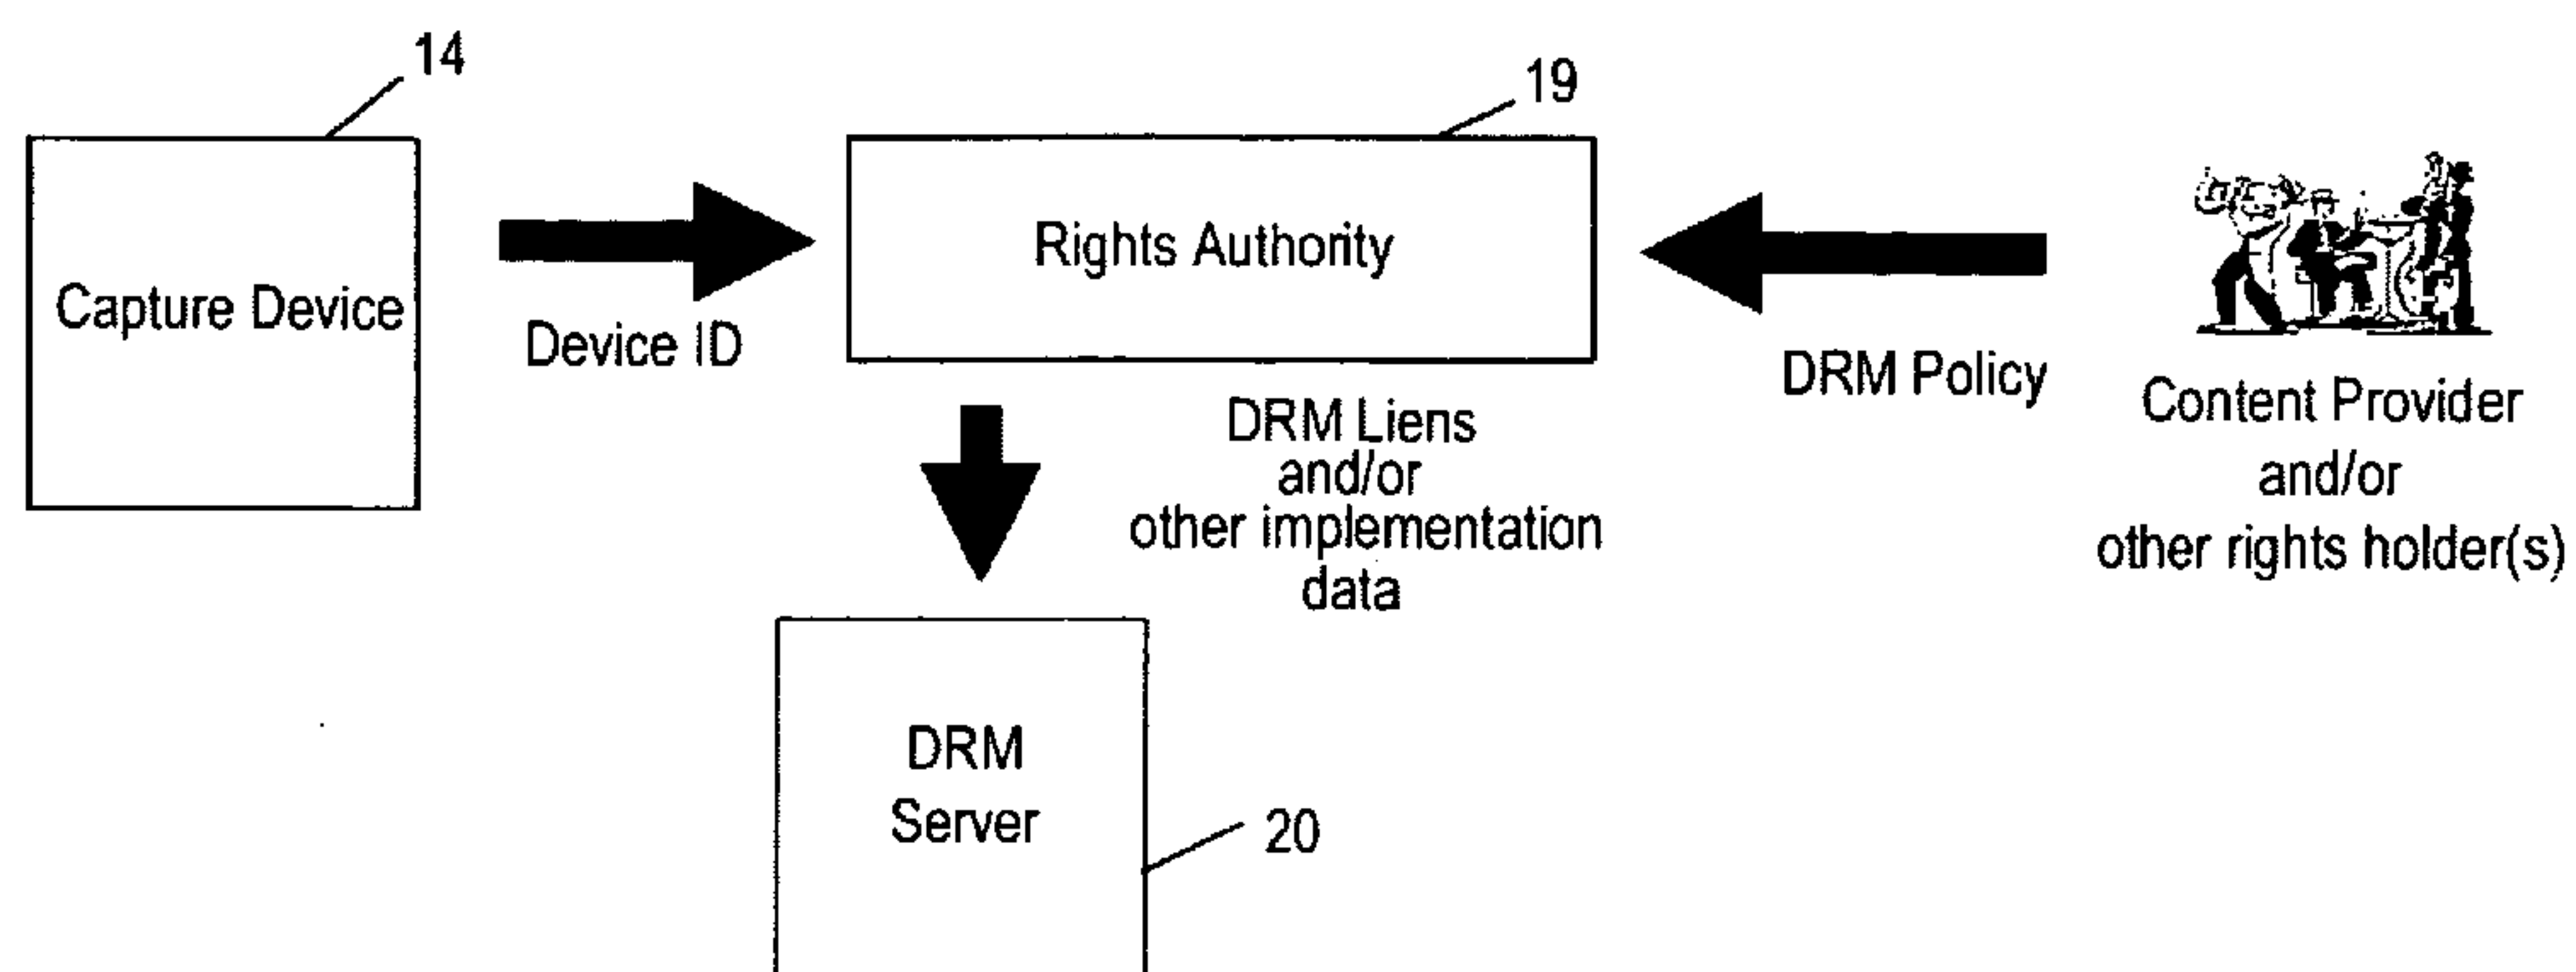 14
19
Capture Device
Device ID
Rights Authority
DRM Policy
Content Provider
and/or
other rights holder(s)
DRM Liens
and/or
other implementation
data
DRM
Server
20